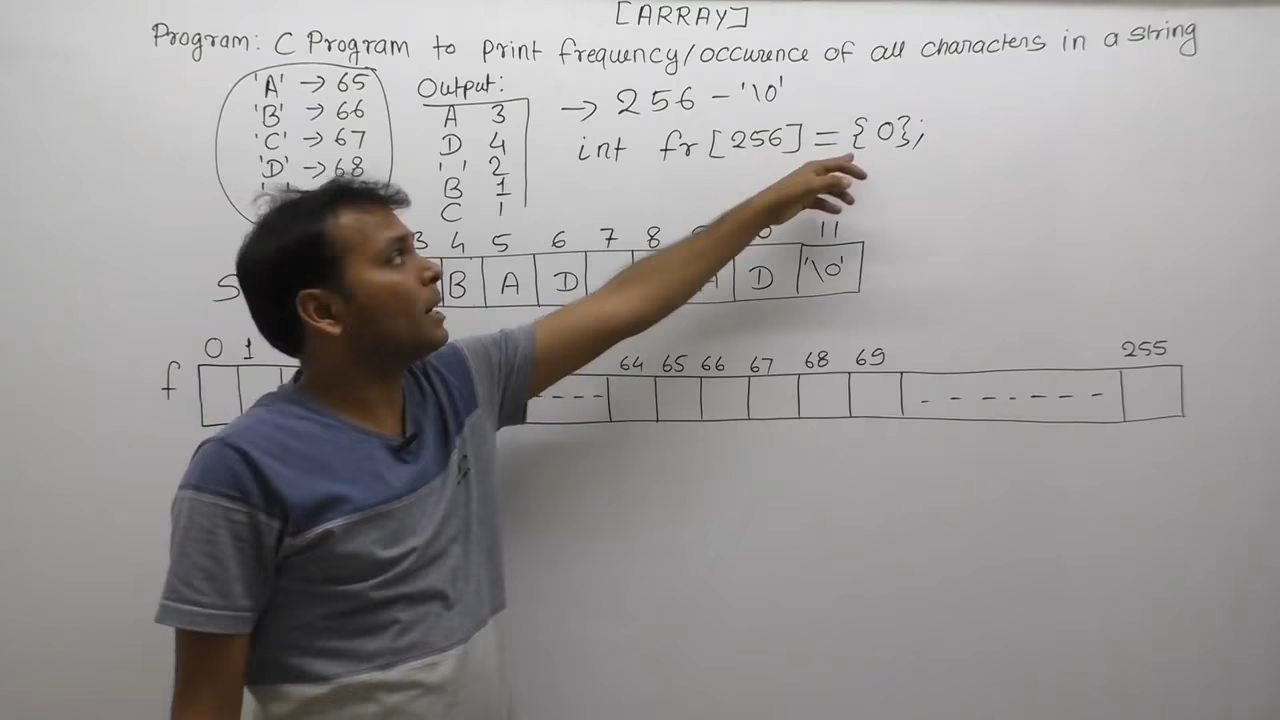 [ARRAY]
Program: C Program to print frequency/occurence of all characters in a string
'A' → 65
'B' → 66
'C' → 67
'D' → 68
Output:
A 3
D 4
' ' 2
B 1
C 1
→ 256 - '\0'
int fr[256] = {0};
3 4 5 6 7 8 11
S B A D A D '\0'
0 1 64 65 66 67 68 69 255
f